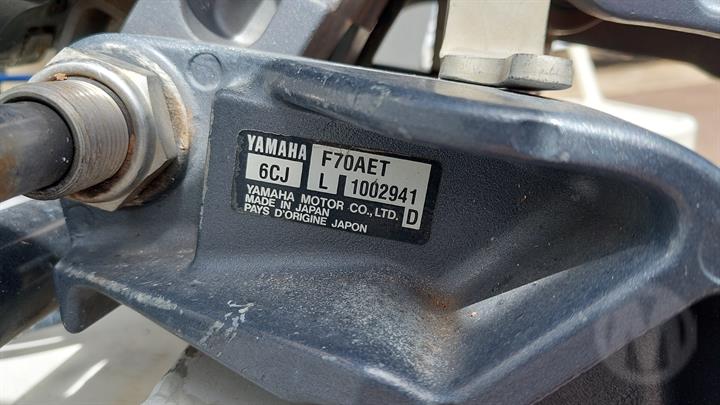 YAMAHA F70AET
6CJ L 1002941
YAMAHA MOTOR CO., LTD. D
MADE IN JAPAN
PAYS D'ORIGINE JAPON
M